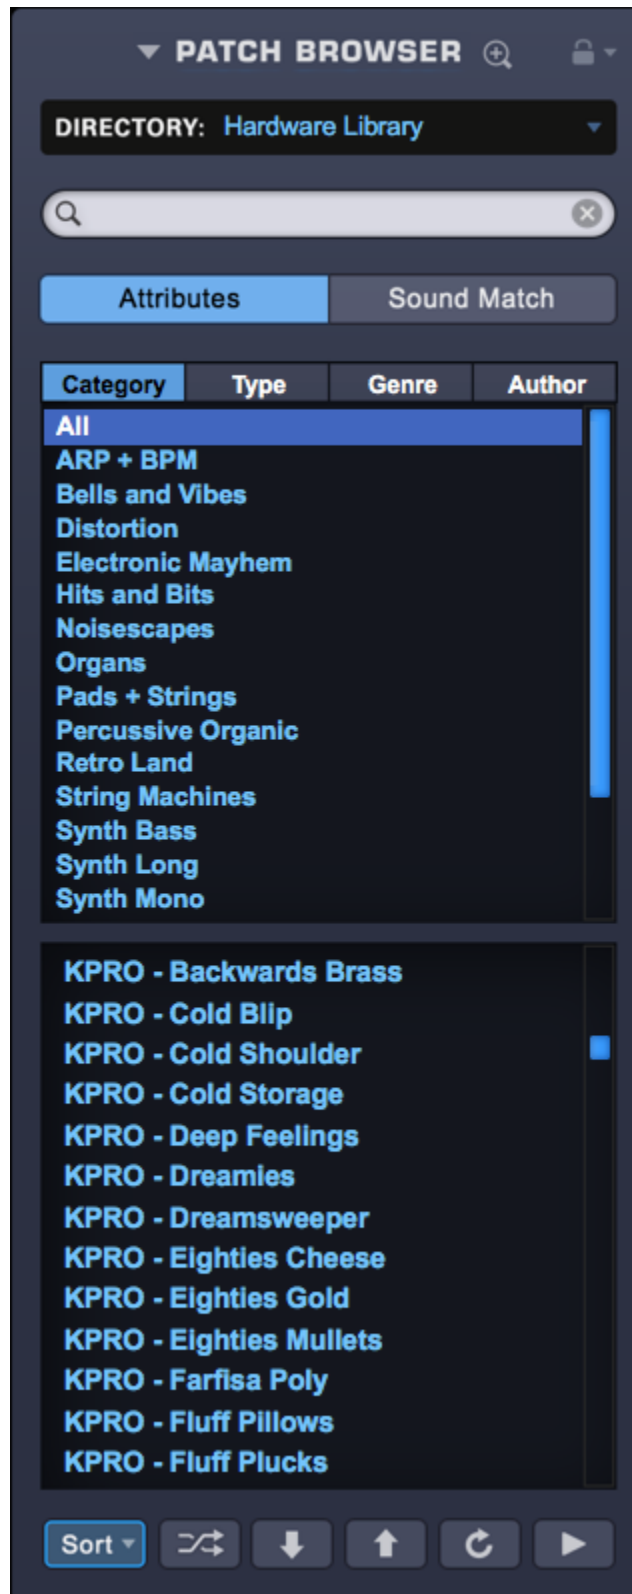 PATCH BROWSER
DIRECTORY: Hardware Library
Attributes Sound Match
Category Type Genre Author
All
ARP + BPM
Bells and Vibes
Distortion
Electronic Mayhem
Hits and Bits
Noisescapes
Organs
Pads + Strings
Percussive Organic
Retro Land
String Machines
Synth Bass
Synth Long
Synth Mono
KPRO - Backwards Brass
KPRO - Cold Blip
KPRO - Cold Shoulder
KPRO - Cold Storage
KPRO - Deep Feelings
KPRO - Dreamies
KPRO - Dreamsweeper
KPRO - Eighties Cheese
KPRO - Eighties Gold
KPRO - Eighties Mullets
KPRO - Farfisa Poly
KPRO - Fluff Pillows
KPRO - Fluff Plucks
Sort